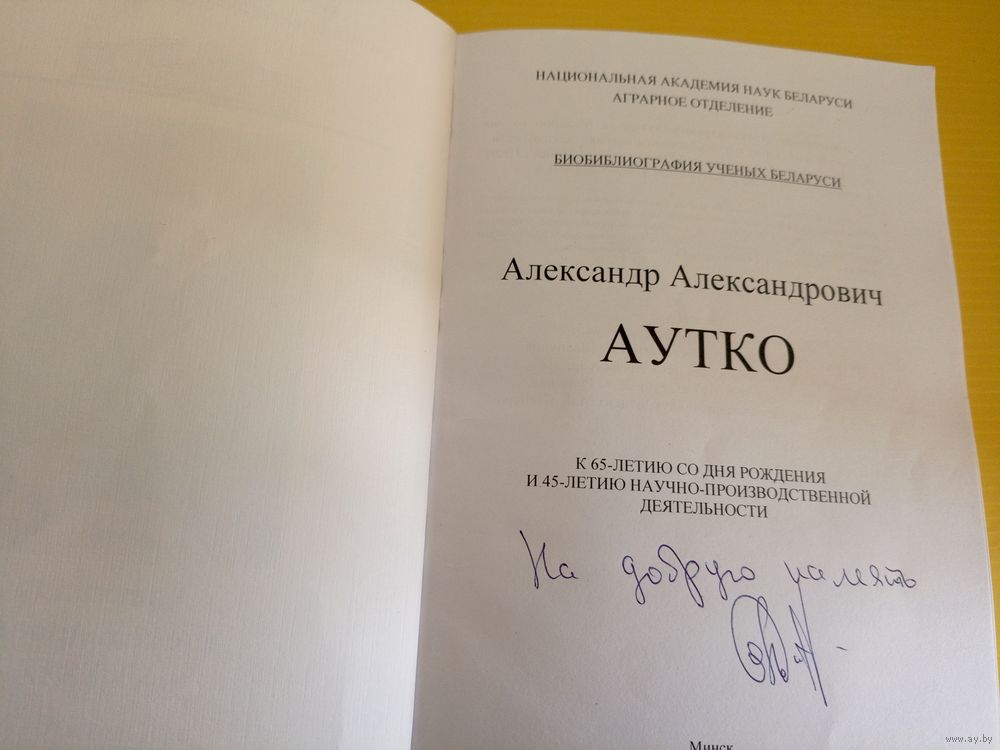 НАЦИОНАЛЬНАЯ АКАДЕМИЯ НАУК БЕЛАРУСИ
АГРАРНОЕ ОТДЕЛЕНИЕ
БИОБИБЛИОГРАФИЯ УЧЕНЫХ БЕЛАРУСИ
Александр Александрович
АУТКО
К 65-ЛЕТИЮ СО ДНЯ РОЖДЕНИЯ
И 45-ЛЕТИЮ НАУЧНО-ПРОИЗВОДСТВЕННОЙ
ДЕЯТЕЛЬНОСТИ
На добрую память
Минск
www.ay.by